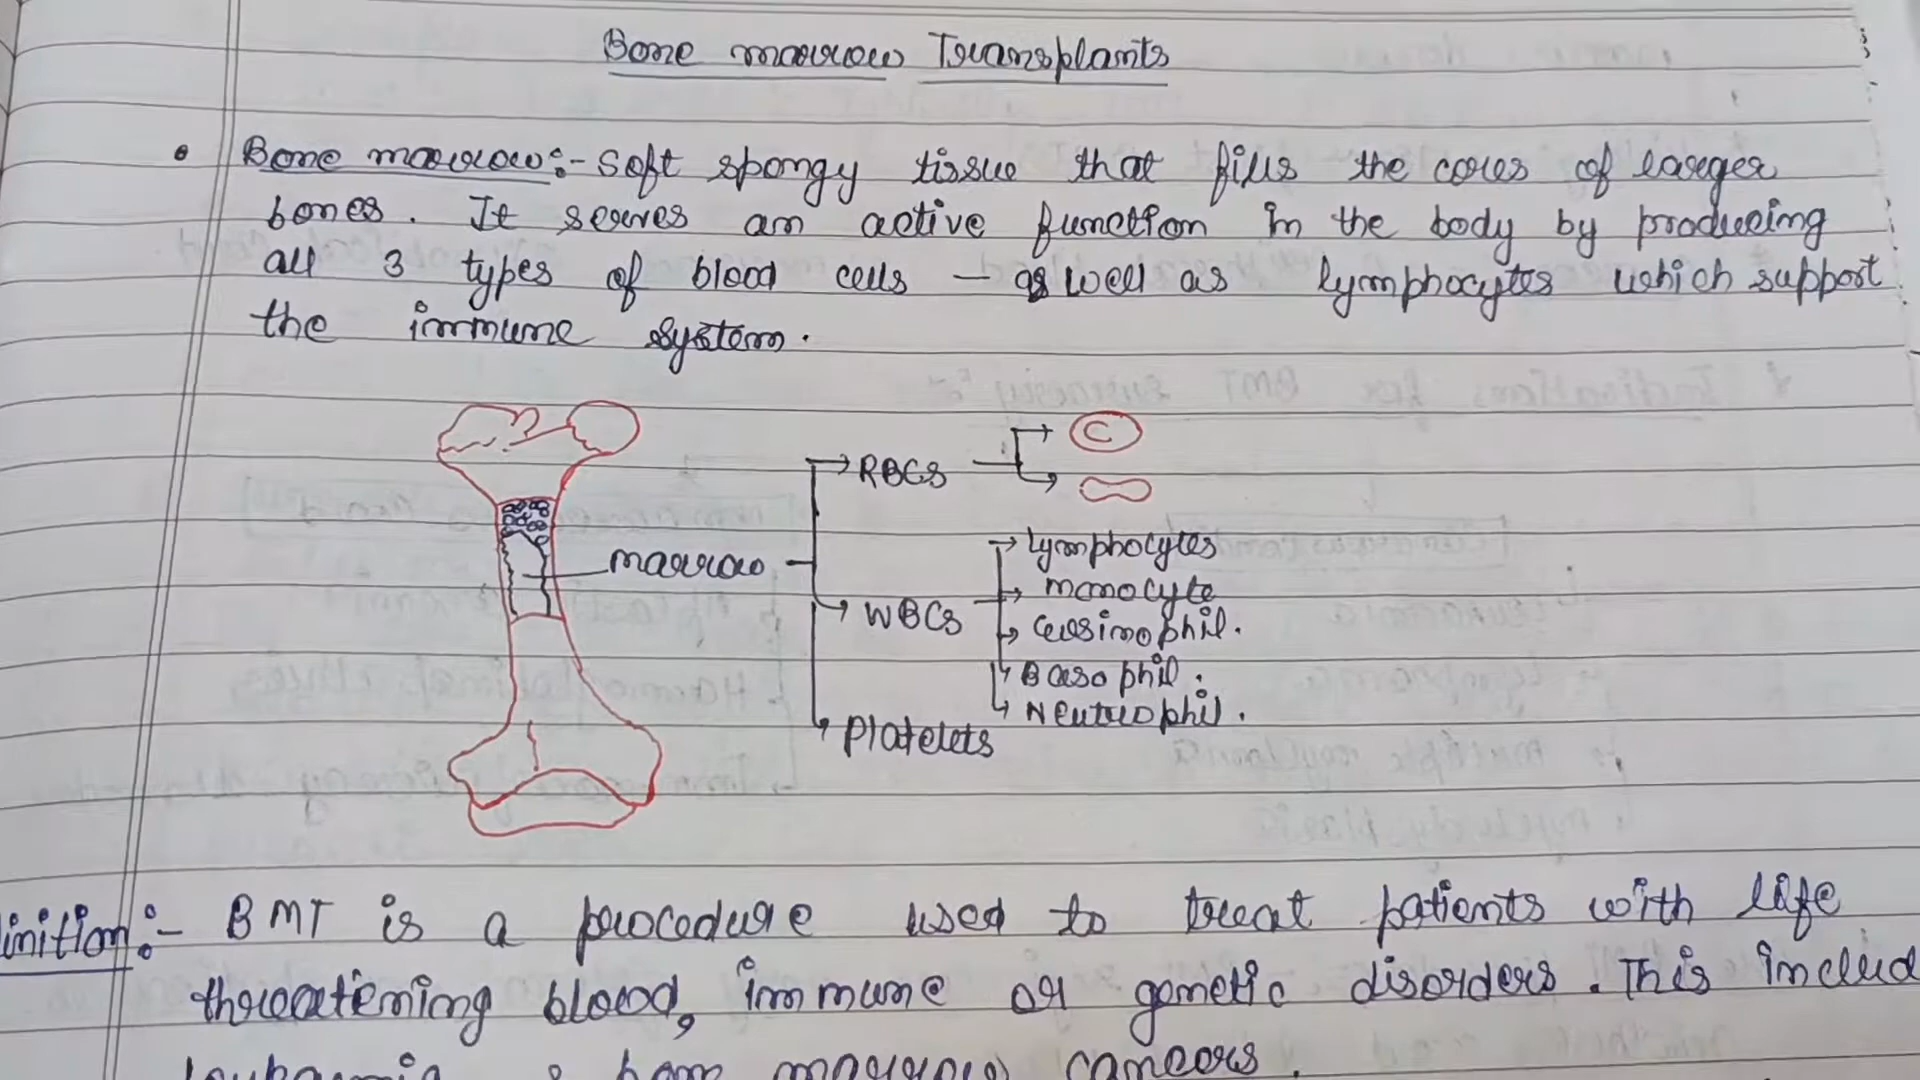 Bone marrow Transplants
• Bone marrow:- Soft spongy tissue that fills the cores of larger
bones. It serves an active function in the body by producing
all 3 types of blood cells - as well as lymphocytes which support
the immune system.
RBCs
marrow
WBCs
Lymphocytes
monocyte
Eusinophil.
Basophil.
Neutrophil.
Platelets
inition:- BMT is a procedure used to treat patients with life
threatening blood, immune or genetic disorders. This includ
marrow cancers.